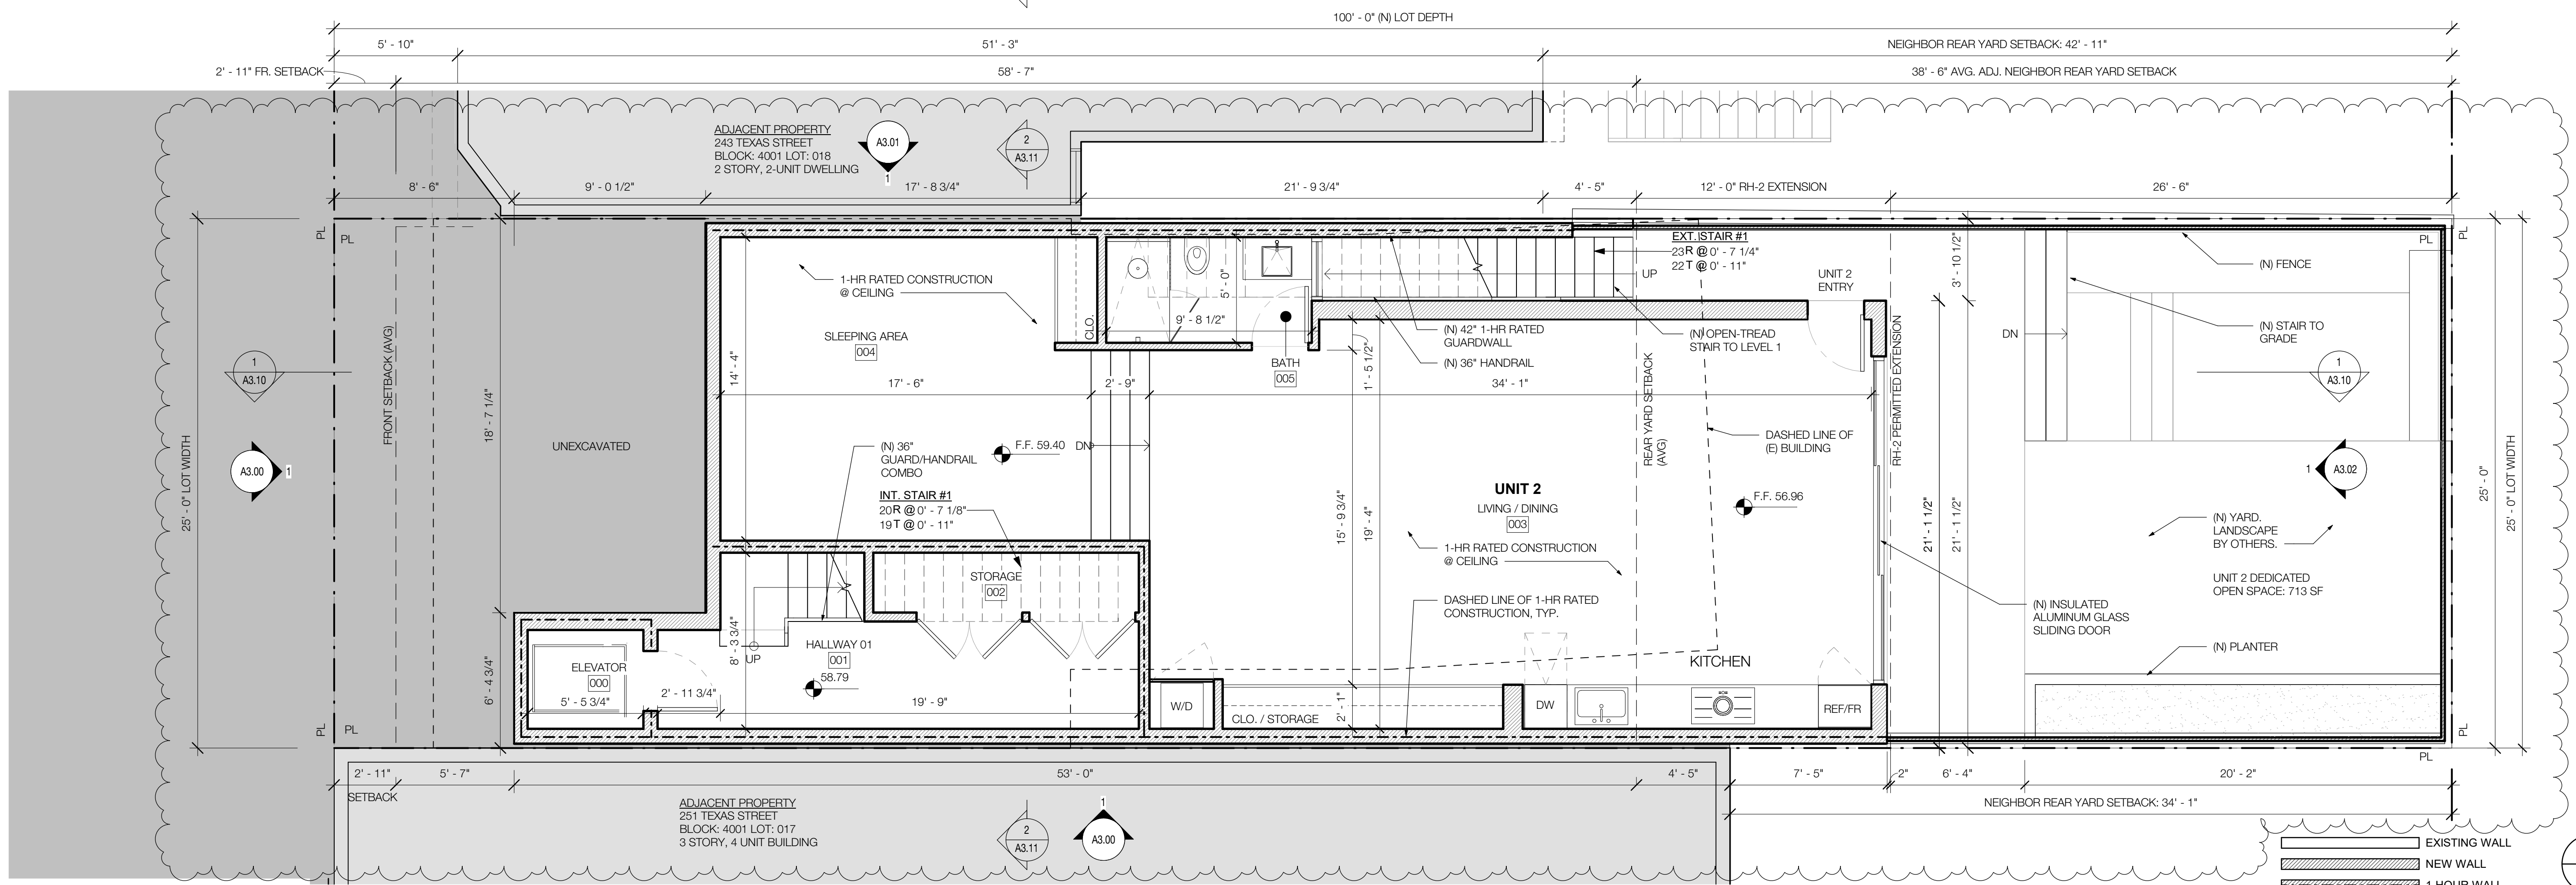 100' - 0" (N) LOT DEPTH
5' - 10"
51' - 3"
NEIGHBOR REAR YARD SETBACK: 42' - 11"
2' - 11" FR. SETBACK
58' - 7"
38' - 6" AVG. ADJ. NEIGHBOR REAR YARD SETBACK
ADJACENT PROPERTY
243 TEXAS STREET
BLOCK: 4001 LOT: 018
2 STORY, 2-UNIT DWELLING
A3.01
1
2
A3.11
8' - 6"
9' - 0 1/2"
17' - 8 3/4"
21' - 9 3/4"
4' - 5"
12' - 0" RH-2 EXTENSION
26' - 6"
PL
PL
PL
PL
EXT. STAIR #1
23R @ 0' - 7 1/4"
22T @ 0' - 11"
UP
UNIT 2
ENTRY
3' - 10 1/2"
(N) FENCE
1-HR RATED CONSTRUCTION
@ CEILING
CLO.
5' - 0"
9' - 8 1/2"
SLEEPING AREA
004
BATH
005
(N) 42" 1-HR RATED
GUARDWALL
(N) 36" HANDRAIL
(N) OPEN-TREAD
STAIR TO LEVEL 1
DN
(N) STAIR TO
GRADE
1
A3.10
1
A3.10
FRONT SETBACK (AVG)
14' - 4"
17' - 6"
2' - 9"
1' - 5 1/2"
34' - 1"
REAR YARD SETBACK
(AVG)
RH-2 PERMITTED EXTENSION
25' - 0" LOT WIDTH
A3.00
1
18' - 7 1/4"
UNEXCAVATED
(N) 36"
GUARD/HANDRAIL
COMBO
F.F. 59.40
DN
DASHED LINE OF
(E) BUILDING
1
A3.02
25' - 0"
25' - 0" LOT WIDTH
INT. STAIR #1
20R @ 0' - 7 1/8"
19T @ 0' - 11"
UNIT 2
LIVING / DINING
003
F.F. 56.96
15' - 9 3/4"
19' - 4"
21' - 1 1/2"
21' - 1 1/2"
(N) YARD.
LANDSCAPE
BY OTHERS.
1-HR RATED CONSTRUCTION
@ CEILING
STORAGE
002
UNIT 2 DEDICATED
OPEN SPACE: 713 SF
DASHED LINE OF 1-HR RATED
CONSTRUCTION, TYP.
(N) INSULATED
ALUMINUM GLASS
SLIDING DOOR
8' - 3 3/4"
UP
HALLWAY 01
001
58.79
ELEVATOR
000
5' - 5 3/4"
2' - 11 3/4"
19' - 9"
6' - 4 3/4"
KITCHEN
(N) PLANTER
W/D
CLO. / STORAGE
2' - 1"
DW
REF/FR
PL
PL
PL
PL
2' - 11"
SETBACK
5' - 7"
53' - 0"
4' - 5"
7' - 5"
2"
6' - 4"
20' - 2"
NEIGHBOR REAR YARD SETBACK: 34' - 1"
ADJACENT PROPERTY
251 TEXAS STREET
BLOCK: 4001 LOT: 017
3 STORY, 4 UNIT BUILDING
2
A3.11
1
A3.00
EXISTING WALL
NEW WALL
1 HOUR WALL